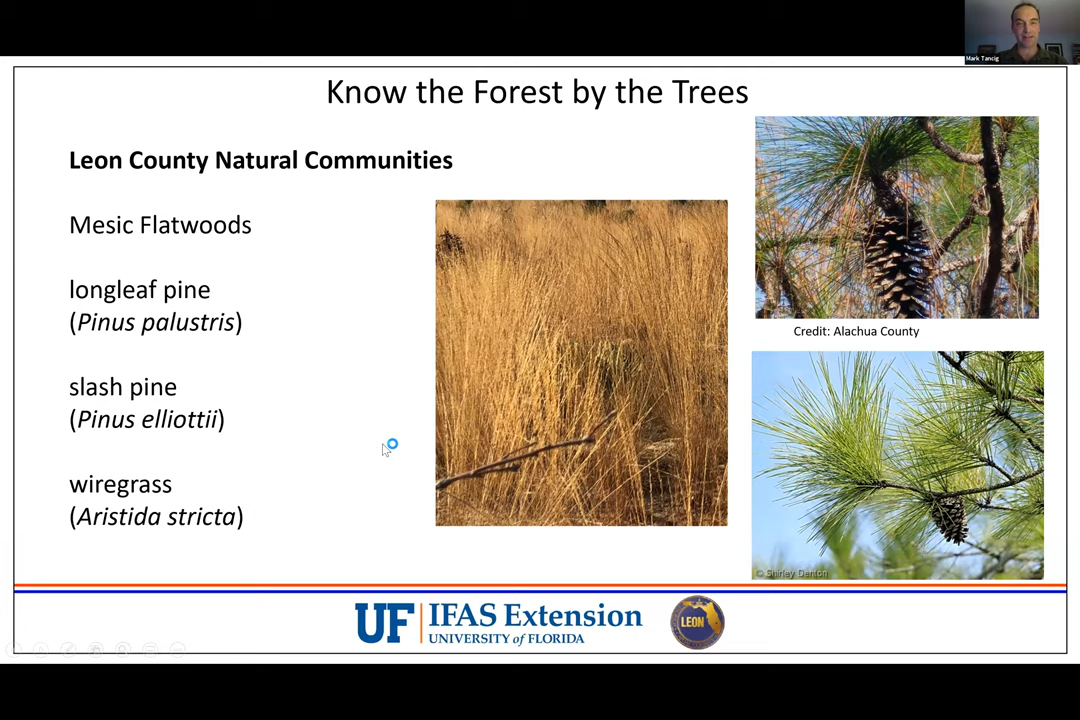 Mark Tancig
Know the Forest by the Trees
Leon County Natural Communities
Mesic Flatwoods
longleaf pine
(Pinus palustris)
slash pine
(Pinus elliottii)
wiregrass
(Aristida stricta)
Credit: Alachua County
© Shirley Denton
UF IFAS Extension
UNIVERSITY of FLORIDA
LEON